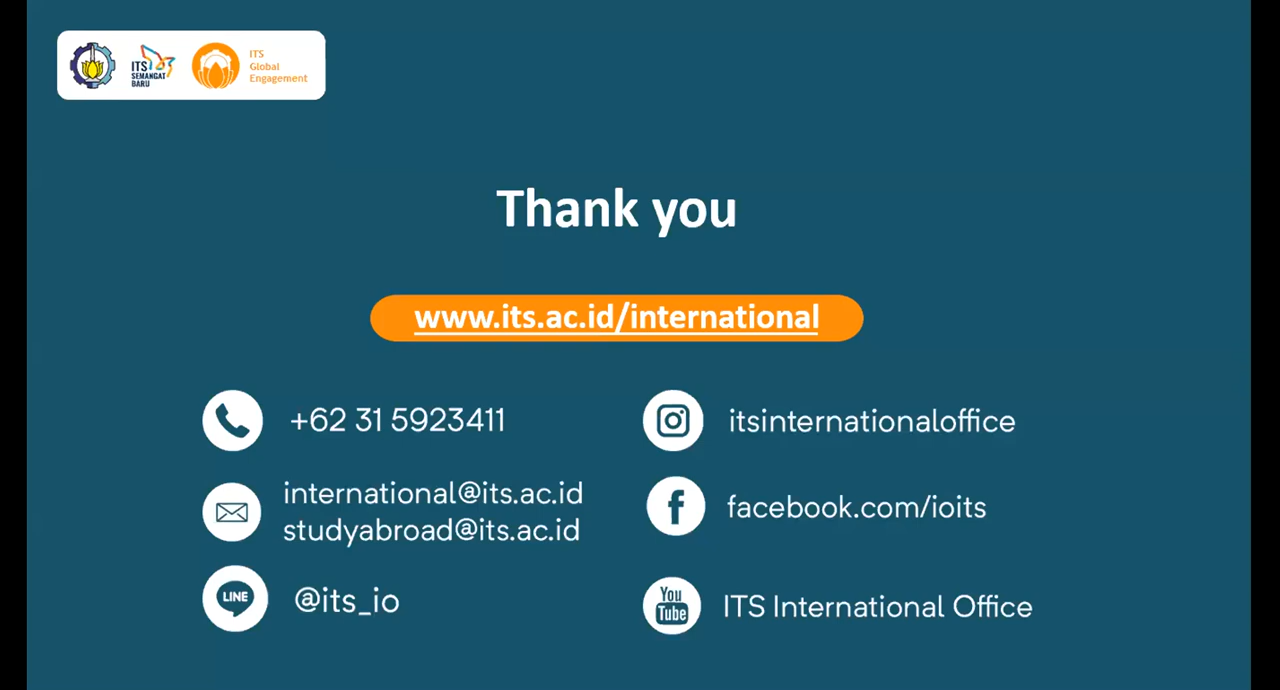 ITS
SEMANGAT
BARU
ITS
Global
Engagement
Thank you
www.its.ac.id/international
+62 31 5923411
international@its.ac.id
studyabroad@its.ac.id
LINE
@its_io
itsinternationaloffice
facebook.com/ioits
You
Tube
ITS International Office